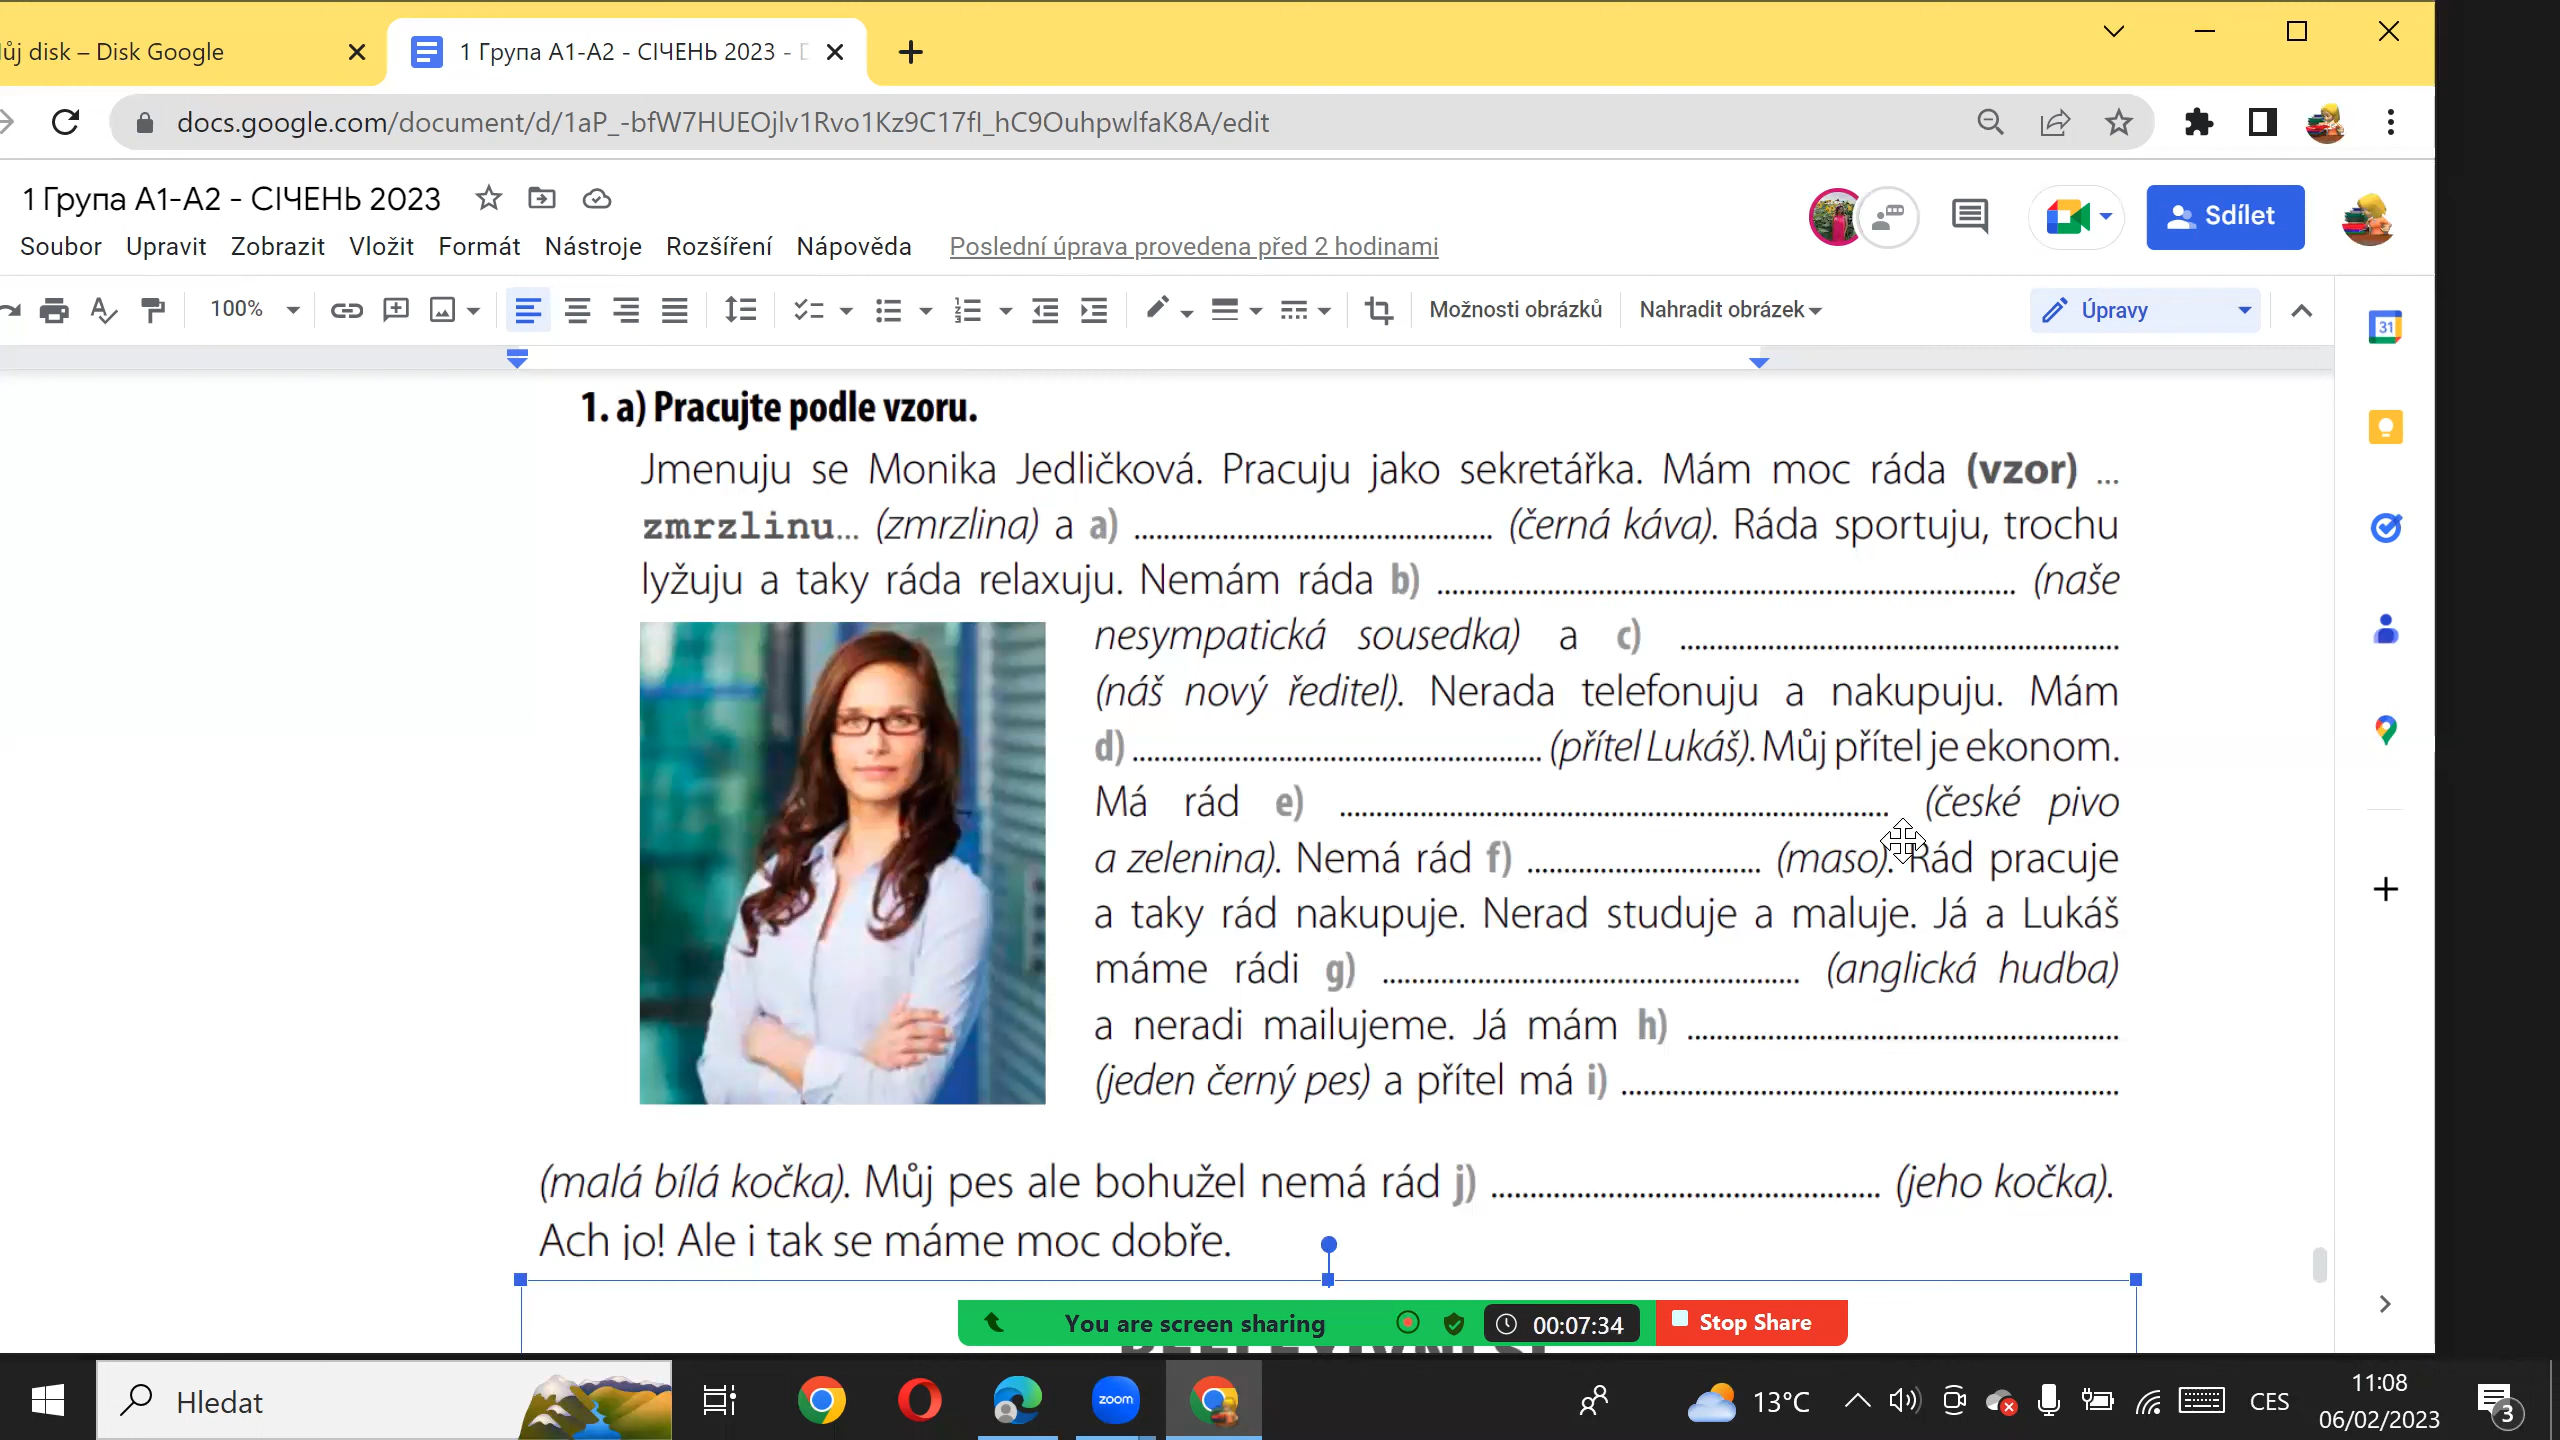 ůj disk – Disk Google
1 Група А1-А2 - СІЧЕНЬ 2023 -
docs.google.com/document/d/1aP_-bfW7HUEOjlv1Rvo1Kz9C17fI_hC9OuhpwlfaK8A/edit
1 Група А1-А2 - СІЧЕНЬ 2023
Sdílet
Soubor Upravit Zobrazit Vložit Formát Nástroje Rozšíření Nápověda Poslední úprava provedena před 2 hodinami
100% Možnosti obrázků Nahradit obrázek Úpravy
31
1. a) Pracujte podle vzoru.
Jmenuju se Monika Jedličková. Pracuju jako sekretářka. Mám moc ráda (vzor) ...
zmrzlinu... (zmrzlina) a a) ................................................ (černá káva). Ráda sportuju, trochu
lyžuju a taky ráda relaxuju. Nemám ráda b) ................................................................................ (naše
nesympatická sousedka) a c) ............................................................
(náš nový ředitel). Nerada telefonuju a nakupuju. Mám
d) ........................................................ (přítel Lukáš). Můj přítel je ekonom.
Má rád e) ........................................................................... (české pivo
a zelenina). Nemá rád f) ................................ (maso). Rád pracuje
a taky rád nakupuje. Nerad studuje a maluje. Já a Lukáš
máme rádi g) ......................................................... (anglická hudba)
a neradi mailujeme. Já mám h) ...........................................................
(jeden černý pes) a přítel má i) ....................................................................
(malá bílá kočka). Můj pes ale bohužel nemá rád j) .................................................. (jeho kočka).
Ach jo! Ale i tak se máme moc dobře.
You are screen sharing 00:07:34 Stop Share
Hledat
zoom
13°C
CES
11:08
06/02/2023
3